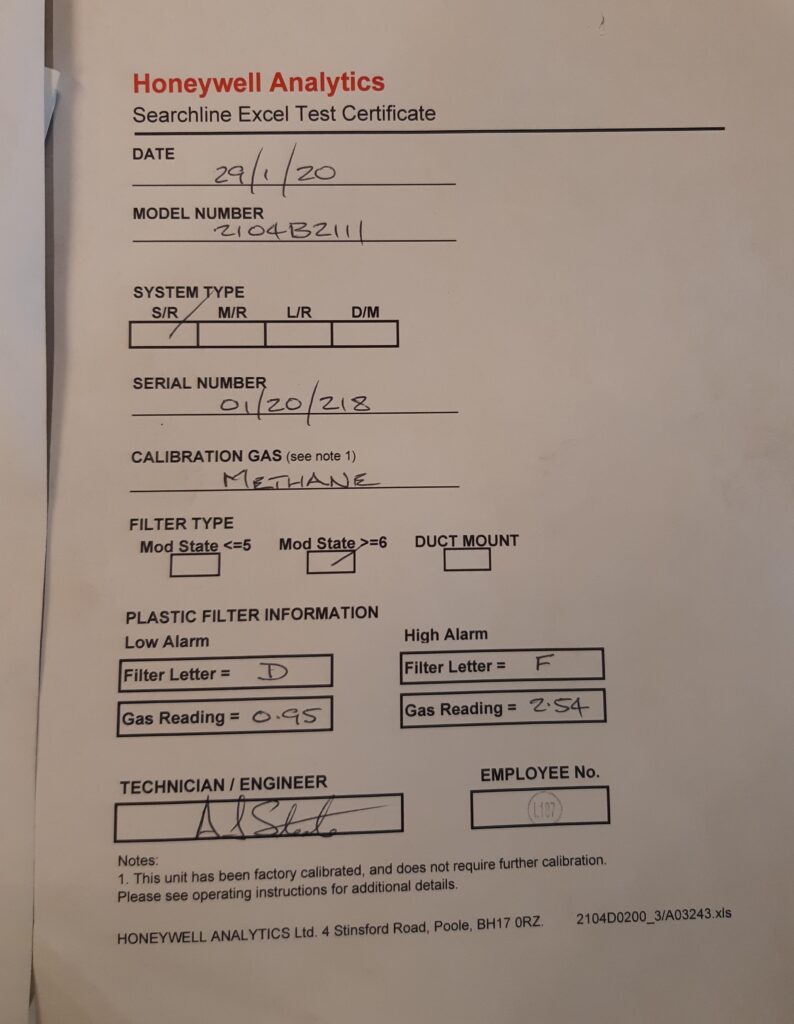 Honeywell Analytics
Searchline Excel Test Certificate
DATE
29/1/20
MODEL NUMBER
2104B2111
SYSTEM TYPE
S/R M/R L/R D/M
SERIAL NUMBER
01/20/218
CALIBRATION GAS (see note 1)
METHANE
FILTER TYPE
Mod State <=5 Mod State >=6 DUCT MOUNT
PLASTIC FILTER INFORMATION
Low Alarm High Alarm
Filter Letter = D Filter Letter = F
Gas Reading = 0.95 Gas Reading = 2.54
TECHNICIAN / ENGINEER EMPLOYEE No.
L187
Notes:
1. This unit has been factory calibrated, and does not require further calibration.
Please see operating instructions for additional details.
HONEYWELL ANALYTICS Ltd. 4 Stinsford Road, Poole, BH17 0RZ. 2104D0200_3/A03243.xls